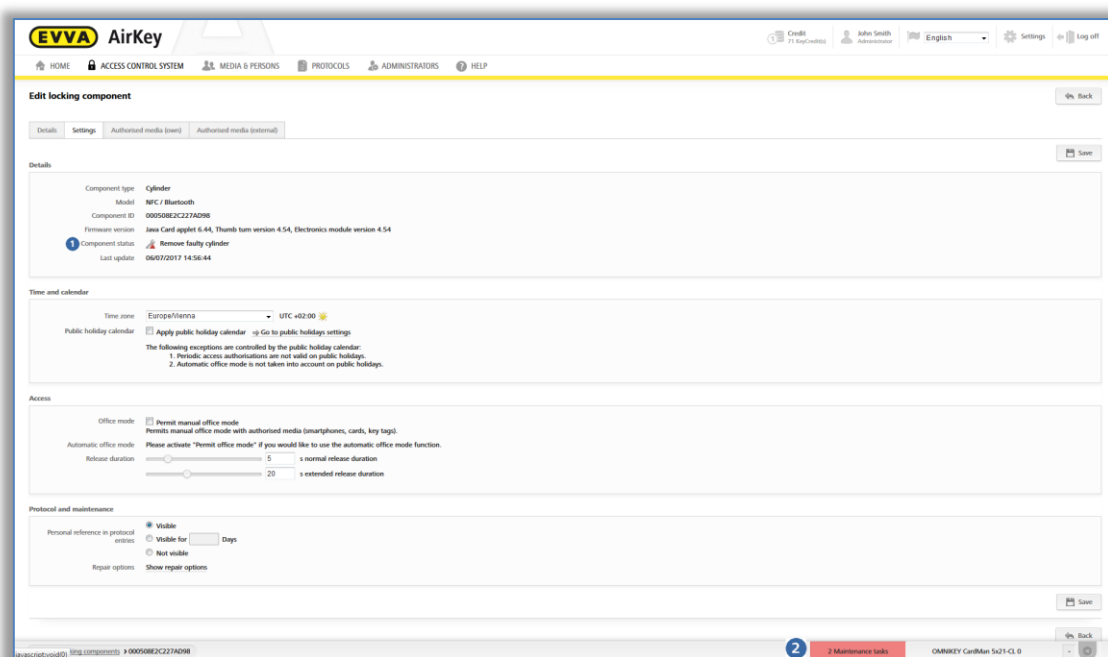 EVVA AirKey
Credit
71 KeyCredit(s)
John Smith
Administrator
English
Settings
Log off
HOME ACCESS CONTROL SYSTEM MEDIA & PERSONS PROTOCOLS ADMINISTRATORS HELP
Edit locking component
Back
Details Settings Authorised media (own) Authorised media (external)
Save
Details
Component type Cylinder
Model NFC / Bluetooth
Component ID 000508E2C227AD98
Firmware version Java Card applet 6.44, Thumb turn version 4.54, Electronics module version 4.54
1 Component status Remove faulty cylinder
Last update 06/07/2017 14:56:44
Time and calendar
Time zone Europe/Vienna UTC +02:00
Public holiday calendar Apply public holiday calendar Go to public holidays settings
The following exceptions are controlled by the public holiday calendar:
1. Periodic access authorisations are not valid on public holidays.
2. Automatic office mode is not taken into account on public holidays.
Access
Office mode Permit manual office mode
Permits manual office mode with authorised media (smartphones, cards, key tags).
Automatic office mode Please activate "Permit office mode" if you would like to use the automatic office mode function.
Release duration 5 s normal release duration
20 s extended release duration
Protocol and maintenance
Personal reference in protocol entries
Visible
Visible for Days
Not visible
Repair options Show repair options
Save
Back
javascript:void(0) king components 000508E2C227AD98
2 2 Maintenance tasks OMNIKEY CardMan 5x21-CL 0